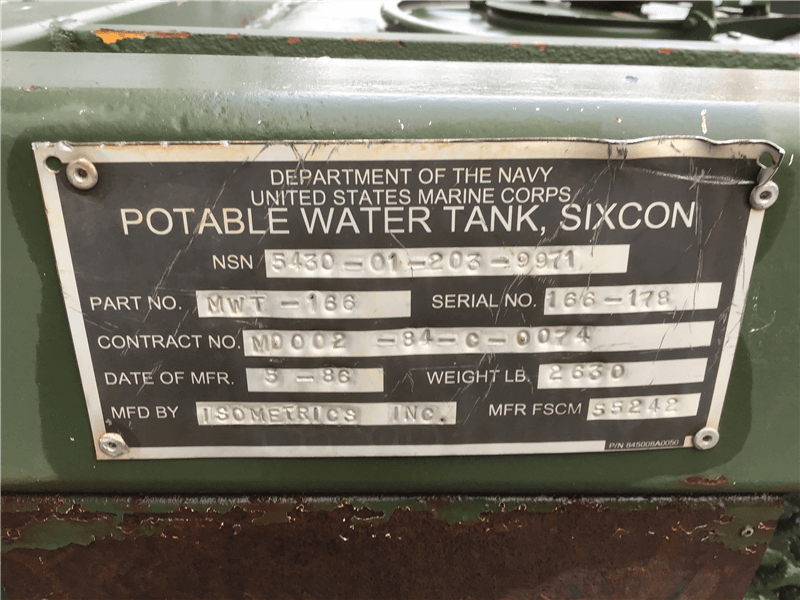 DEPARTMENT OF THE NAVY
UNITED STATES MARINE CORPS
POTABLE WATER TANK, SIXCON
NSN 5430-01-203-9971
PART NO. MWT-166 SERIAL NO. 166-178
CONTRACT NO. MD002-84-C-0074
DATE OF MFR. 5-86 WEIGHT LB. 2630
MFD BY ISOMETRICS INC. MFR FSCM 55242
P/N 845008A0050